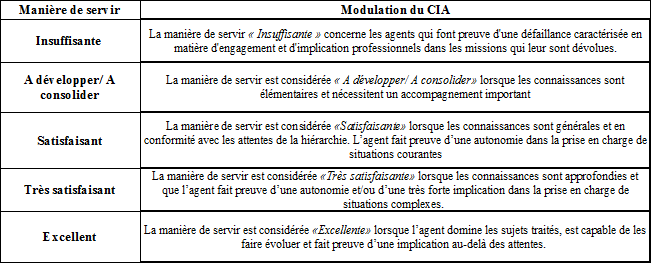 Manière de servir
Modulation du CIA
Insuffisante
La manière de servir « Insuffisante » concerne les agents qui font preuve d'une défaillance caractérisée en
matière d'engagement et d'implication professionnels dans les missions qui leur sont dévolues.
A développer/ A
consolider
La manière de servir est considérée « A développer/ A consolider» lorsque les connaissances sont
élémentaires et nécessitent un accompagnement important
Satisfaisant
La manière de servir est considérée «Satisfaisante» lorsque les connaissances sont générales et en
conformité avec les attentes de la hiérarchie. L’agent fait preuve d’une autonomie dans la prise en charge de
situations courantes
Très satisfaisant
La manière de servir est considérée «Très satisfaisante» lorsque les connaissances sont approfondies et
que l’agent fait preuve d’une autonomie et/ou d’une très forte implication dans la prise en charge de
situations complexes.
Excellent
La manière de servir est considérée «Excellente» lorsque l’agent domine les sujets traités, est capable de les
faire évoluer et fait preuve d’une implication au-delà des attentes.